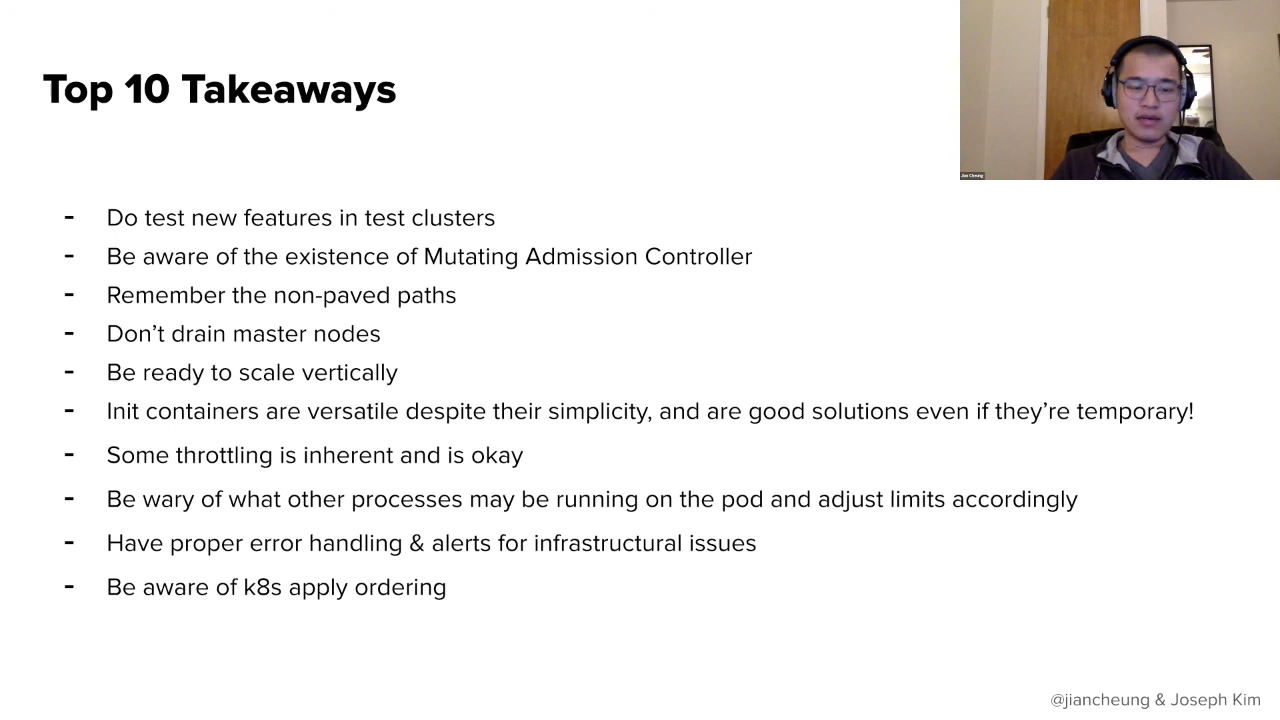 Top 10 Takeaways
Jian Cheung
- Do test new features in test clusters
- Be aware of the existence of Mutating Admission Controller
- Remember the non-paved paths
- Don’t drain master nodes
- Be ready to scale vertically
- Init containers are versatile despite their simplicity, and are good solutions even if they’re temporary!
- Some throttling is inherent and is okay
- Be wary of what other processes may be running on the pod and adjust limits accordingly
- Have proper error handling & alerts for infrastructural issues
- Be aware of k8s apply ordering
@jiancheung & Joseph Kim